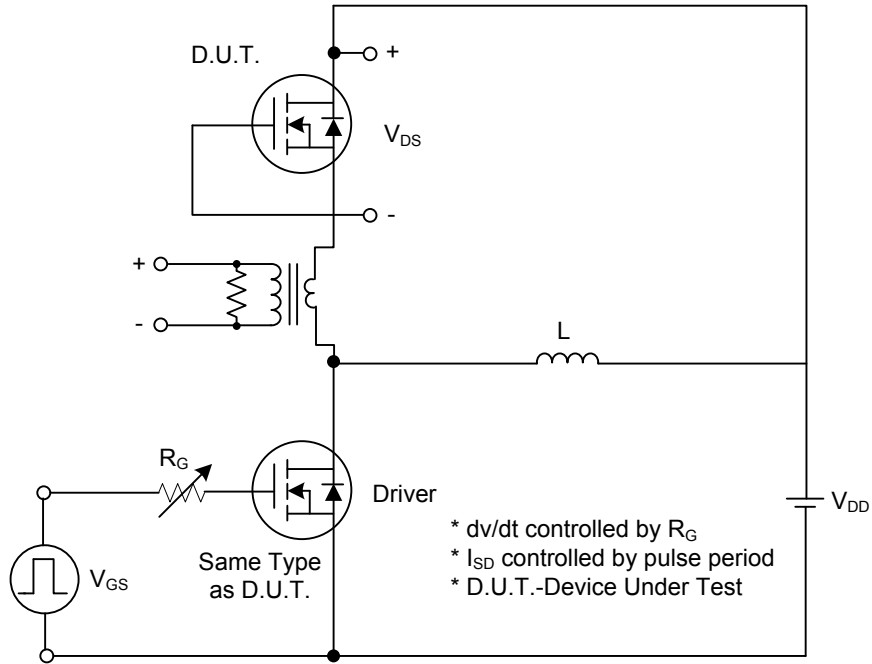 D.U.T.
+
V_DS
-
+
-
L
R_G
Driver
V_DD
V_GS
Same Type
as D.U.T.
* dv/dt controlled by R_G
* I_SD controlled by pulse period
* D.U.T.-Device Under Test